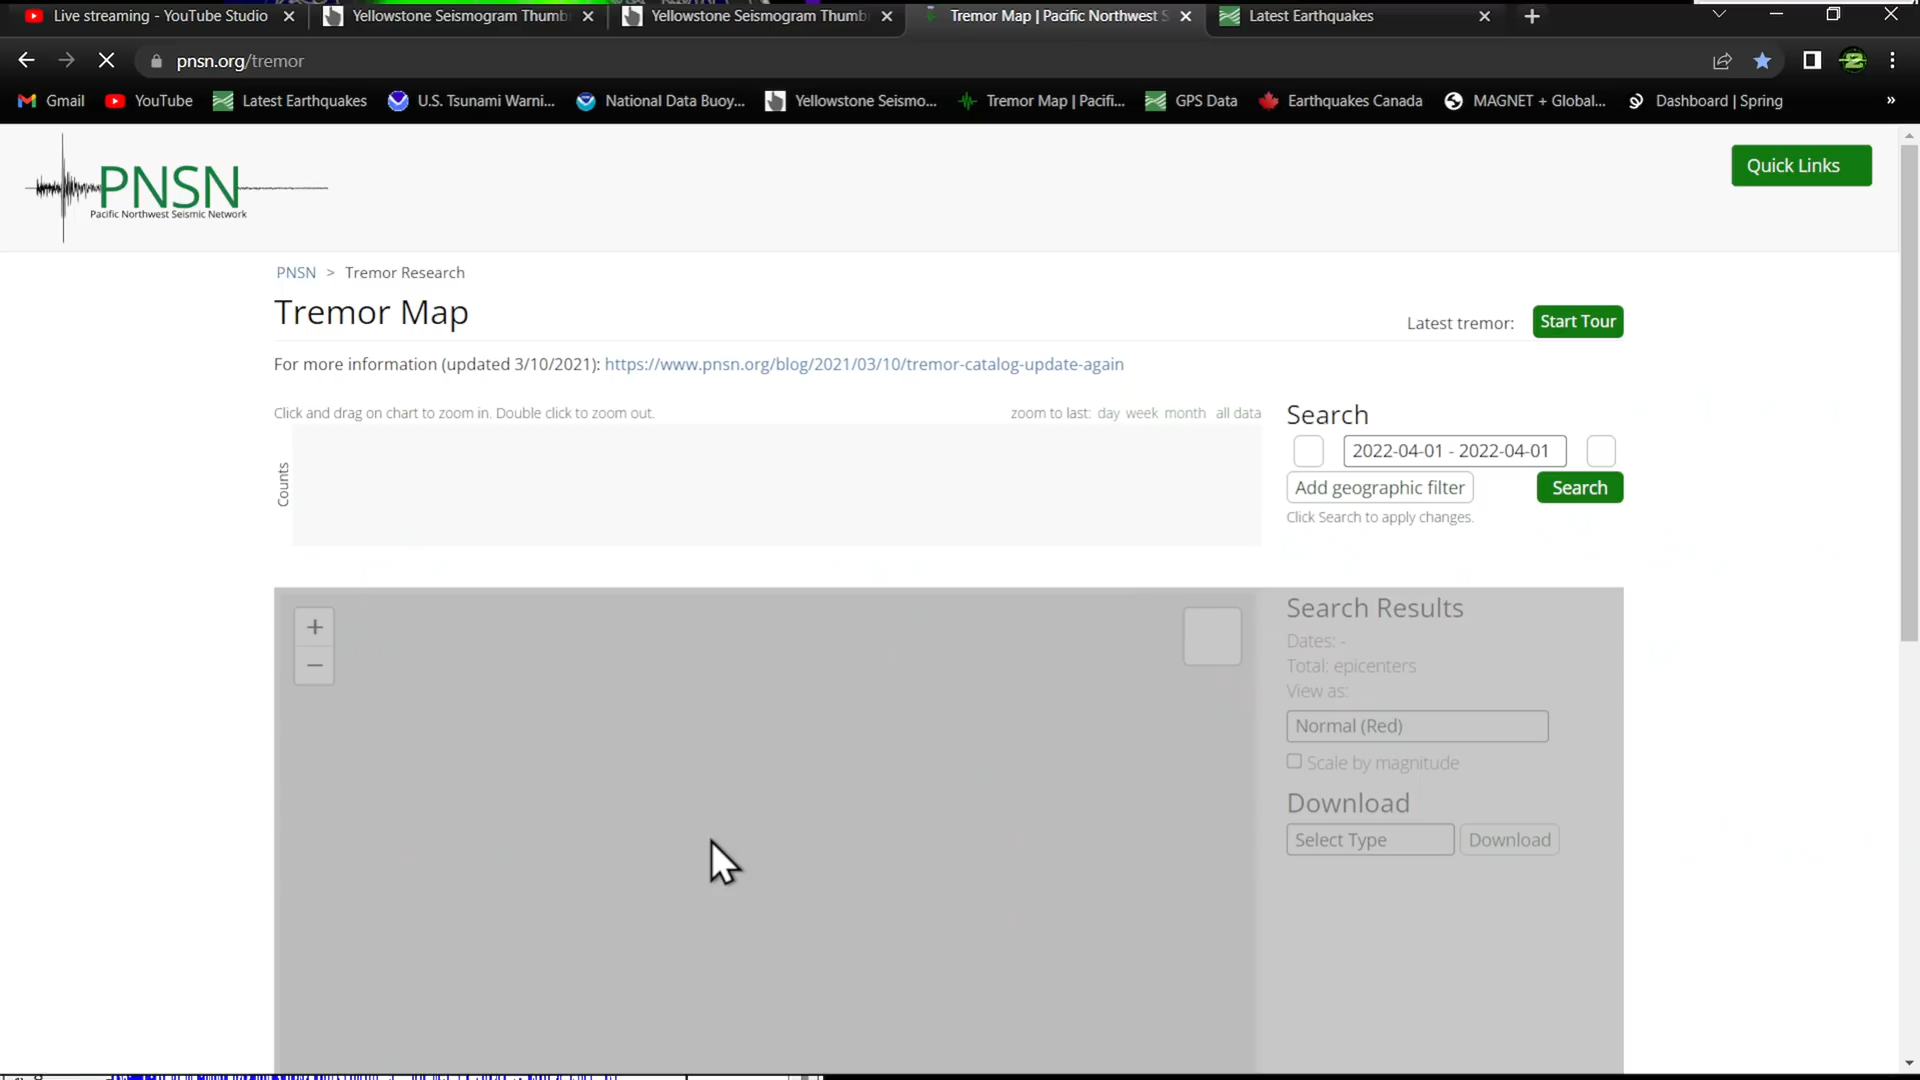 Live streaming - YouTube Studio
Yellowstone Seismogram Thumb
Yellowstone Seismogram Thumb
Tremor Map | Pacific Northwest S
Latest Earthquakes
pnsn.org/tremor
Gmail
YouTube
Latest Earthquakes
U.S. Tsunami Warni...
National Data Buoy...
Yellowstone Seismo...
Tremor Map | Pacifi...
GPS Data
Earthquakes Canada
MAGNET + Global...
Dashboard | Spring
»
PNSN
Pacific Northwest Seismic Network
Quick Links
PNSN > Tremor Research
Tremor Map
Latest tremor:
Start Tour
For more information (updated 3/10/2021): https://www.pnsn.org/blog/2021/03/10/tremor-catalog-update-again
Click and drag on chart to zoom in. Double click to zoom out.
zoom to last: day week month all data
Counts
Search
2022-04-01 - 2022-04-01
Add geographic filter
Search
Click Search to apply changes.
+
−
Search Results
Dates: -
Total: epicenters
View as:
Normal (Red)
Scale by magnitude
Download
Select Type
Download